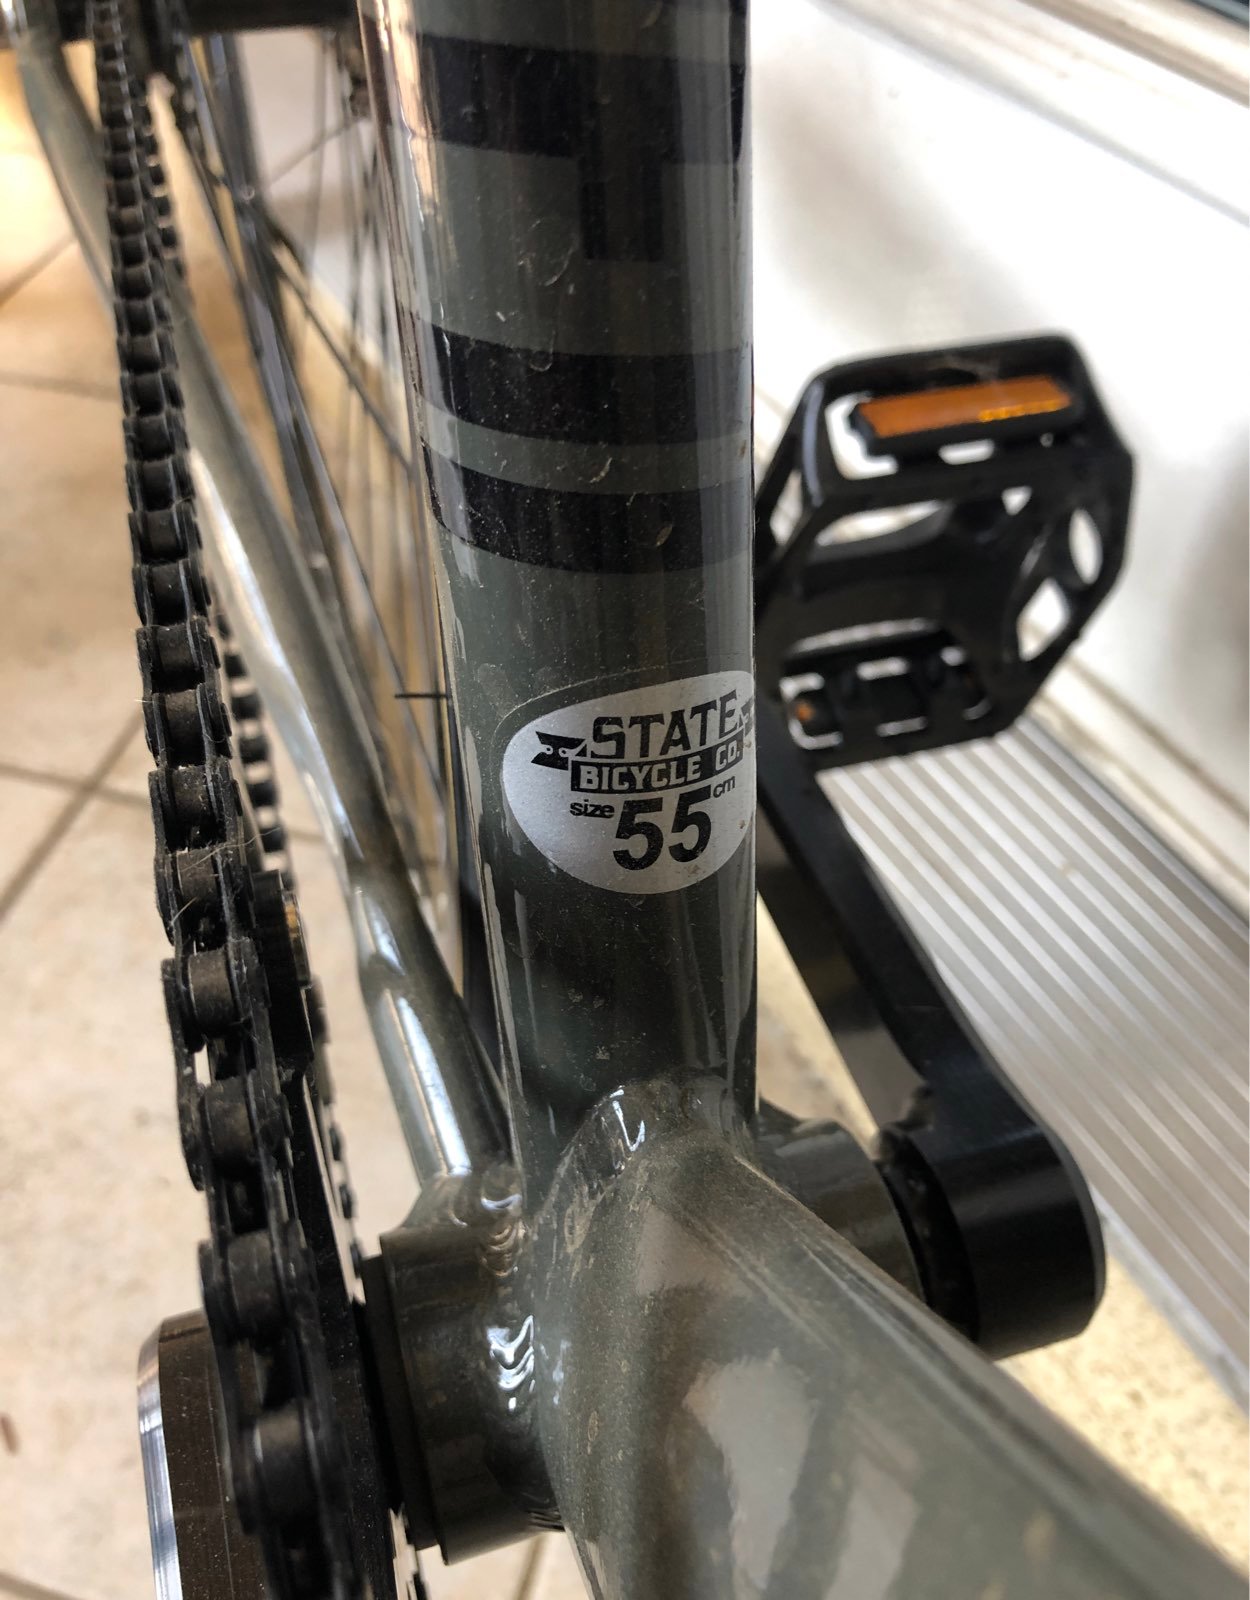 STATE
BICYCLE CO.
size 55 cm